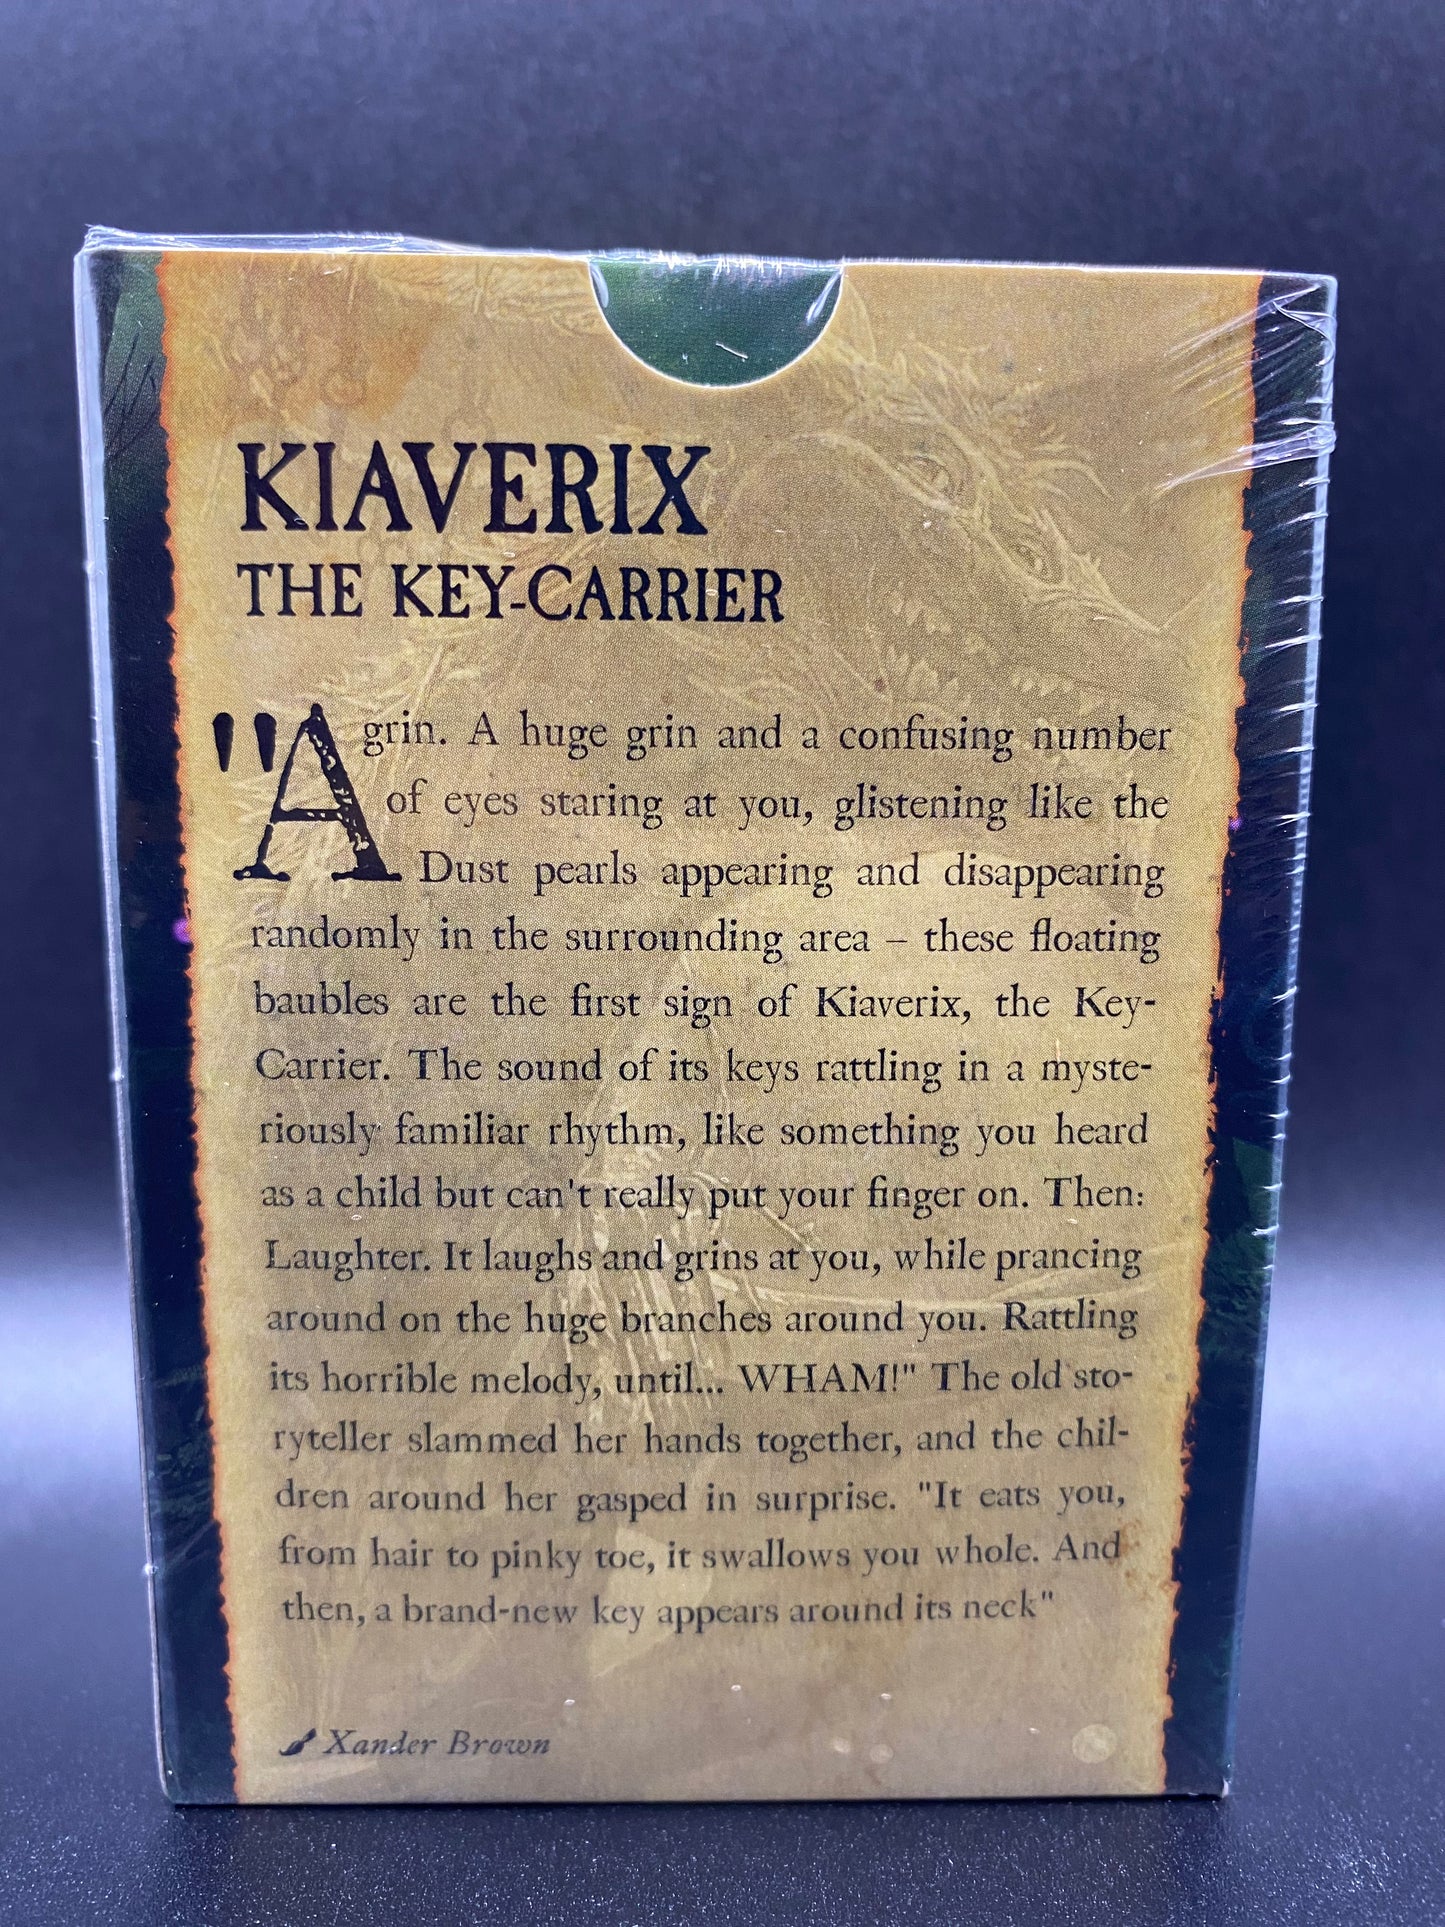 KIAVERIX
THE KEY-CARRIER
"A grin. A huge grin and a confusing number
of eyes staring at you, glistening like the
Dust pearls appearing and disappearing
randomly in the surrounding area – these floating
baubles are the first sign of Kiaverix, the Key-
Carrier. The sound of its keys rattling in a myste-
riously familiar rhythm, like something you heard
as a child but can't really put your finger on. Then:
Laughter. It laughs and grins at you, while prancing
around on the huge branches around you. Rattling
its horrible melody, until... WHAM!" The old sto-
ryteller slammed her hands together, and the chil-
dren around her gasped in surprise. "It eats you,
from hair to pinky toe, it swallows you whole. And
then, a brand-new key appears around its neck"
Xander Brown